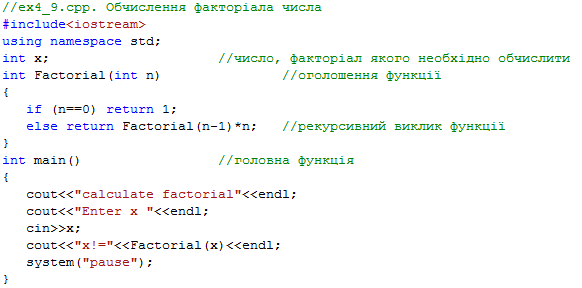 //ex4_9.cpp. Обчислення факторіала числа
#include<iostream>
using namespace std;
int x; //число, факторіал якого необхідно обчислити
int Factorial(int n) //оголошення функції
{
if (n==0) return 1;
else return Factorial(n-1)*n; //рекурсивний виклик функції
}
int main() //головна функція
{
cout<<"calculate factorial"<<endl;
cout<<"Enter x "<<endl;
cin>>x;
cout<<"x!="<<Factorial(x)<<endl;
system("pause");
}